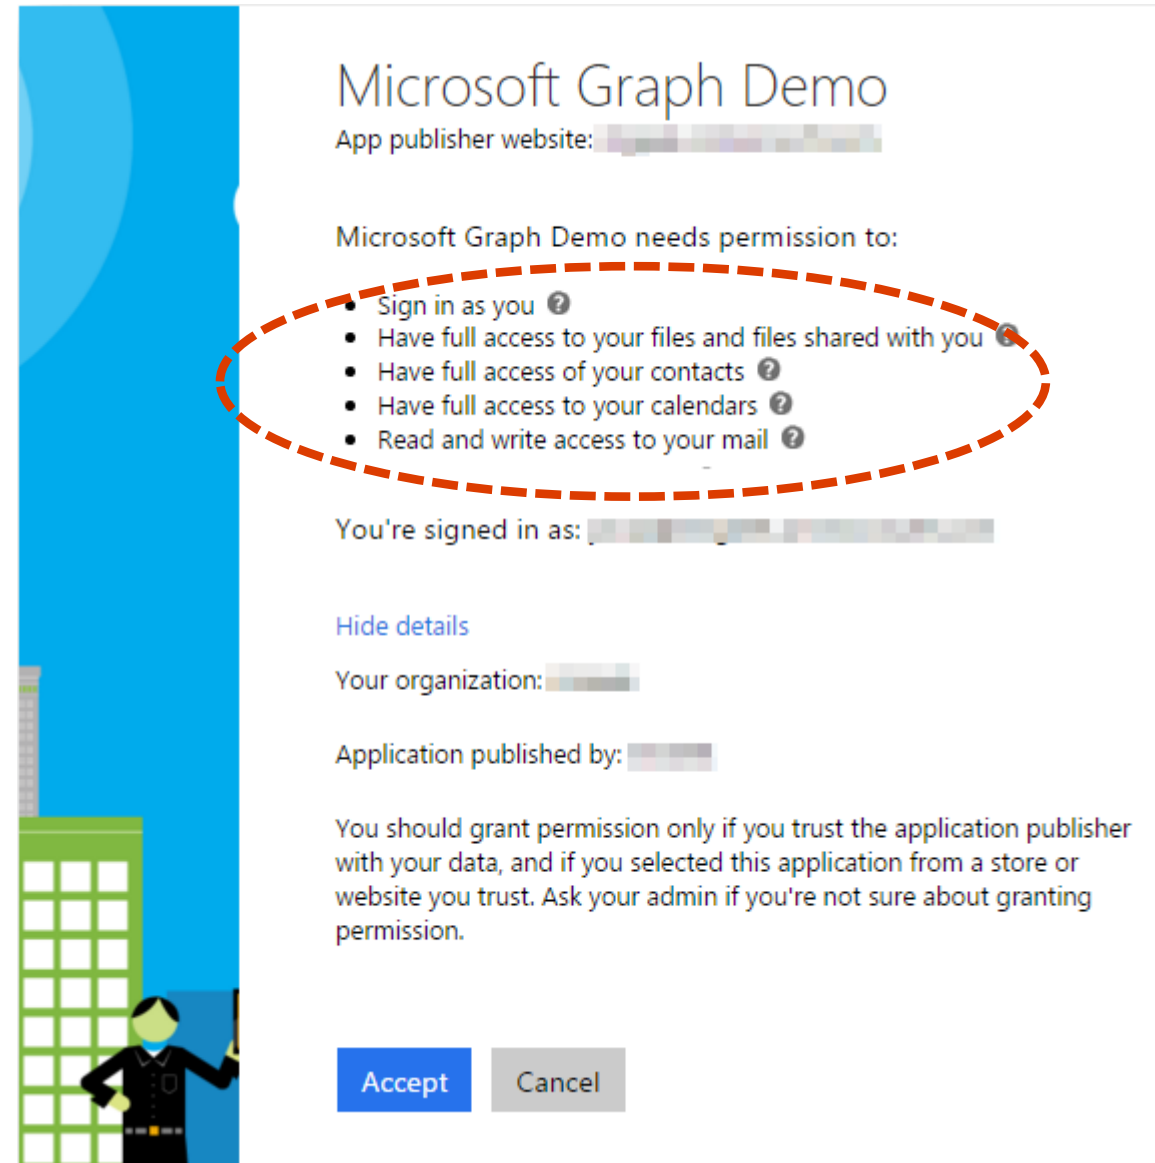 Microsoft Graph Demo
App publisher website:
Microsoft Graph Demo needs permission to:
• Sign in as you ?
• Have full access to your files and files shared with you ?
• Have full access of your contacts ?
• Have full access to your calendars ?
• Read and write access to your mail ?
You're signed in as:
Hide details
Your organization:
Application published by:
You should grant permission only if you trust the application publisher
with your data, and if you selected this application from a store or
website you trust. Ask your admin if you're not sure about granting
permission.
Accept
Cancel